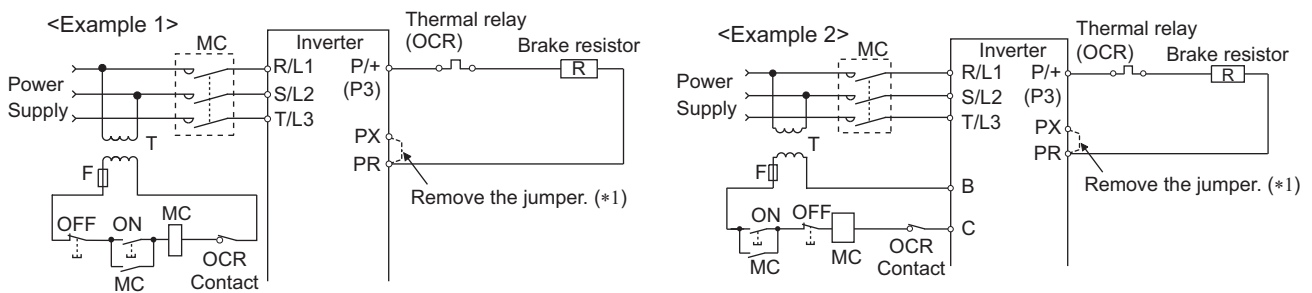 <Example 1>
Power
Supply
MC
R/L1
S/L2
T/L3
Inverter
P/+
(P3)
PX
PR
Thermal relay
(OCR)
Brake resistor
R
T
F
Remove the jumper. (*1)
OFF
ON
MC
MC
OCR
Contact
<Example 2>
Power
Supply
MC
R/L1
S/L2
T/L3
Inverter
P/+
(P3)
PX
PR
Thermal relay
(OCR)
Brake resistor
R
T
F
Remove the jumper. (*1)
B
ON
OFF
C
MC
MC
OCR
Contact